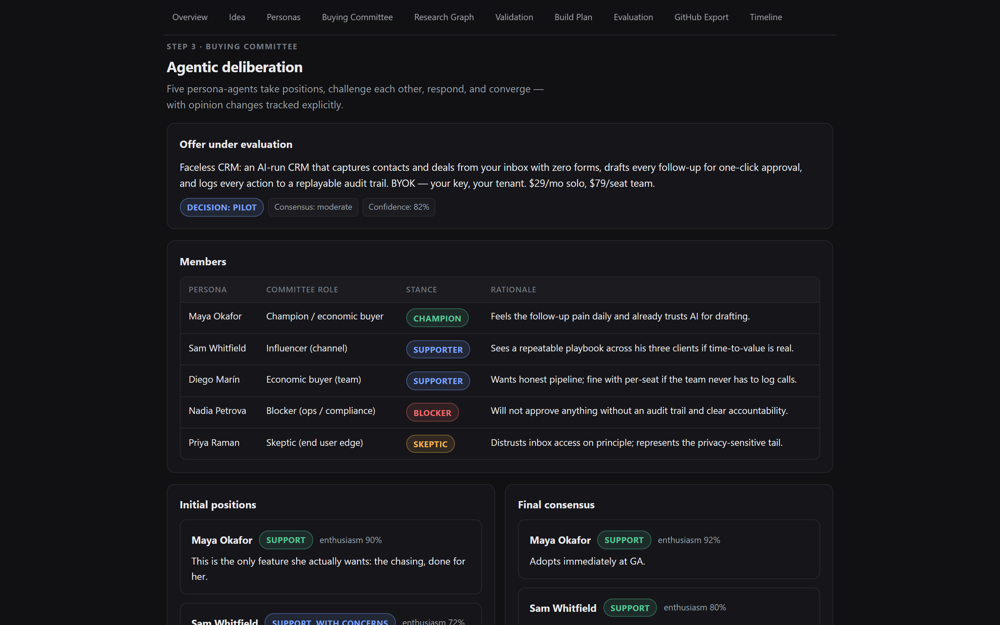 Overview Idea Personas Buying Committee Research Graph Validation Build Plan Evaluation GitHub Export Timeline
STEP 3 · BUYING COMMITTEE
Agentic deliberation
Five persona-agents take positions, challenge each other, respond, and converge —
with opinion changes tracked explicitly.
Offer under evaluation
Faceless CRM: an AI-run CRM that captures contacts and deals from your inbox with zero forms, drafts every follow-up for one-click approval,
and logs every action to a replayable audit trail. BYOK — your key, your tenant. $29/mo solo, $79/seat team.
DECISION: PILOT Consensus: moderate Confidence: 82%
Members
PERSONA COMMITTEE ROLE STANCE RATIONALE
Maya Okafor Champion / economic buyer CHAMPION Feels the follow-up pain daily and already trusts AI for drafting.
Sam Whitfield Influencer (channel) SUPPORTER Sees a repeatable playbook across his three clients if time-to-value is real.
Diego Marín Economic buyer (team) SUPPORTER Wants honest pipeline; fine with per-seat if the team never has to log calls.
Nadia Petrova Blocker (ops / compliance) BLOCKER Will not approve anything without an audit trail and clear accountability.
Priya Raman Skeptic (end user edge) SKEPTIC Distrusts inbox access on principle; represents the privacy-sensitive tail.
Initial positions
Maya Okafor SUPPORT enthusiasm 90%
This is the only feature she actually wants: the chasing, done for
her.
Sam Whitfield SUPPORT_WITH_CONCERNS enthusiasm 72%
Final consensus
Maya Okafor SUPPORT enthusiasm 92%
Adopts immediately at GA.
Sam Whitfield SUPPORT enthusiasm 80%